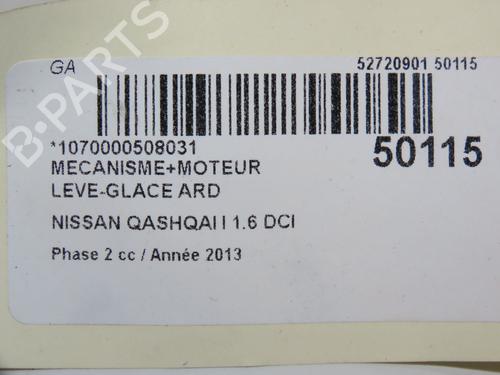 GA
52720901 50115
*1070000508031
50115
MECANISME+MOTEUR
LEVE-GLACE ARD
NISSAN QASHQAI I 1.6 DCI
Phase 2 cc / Année 2013
B-PARTS